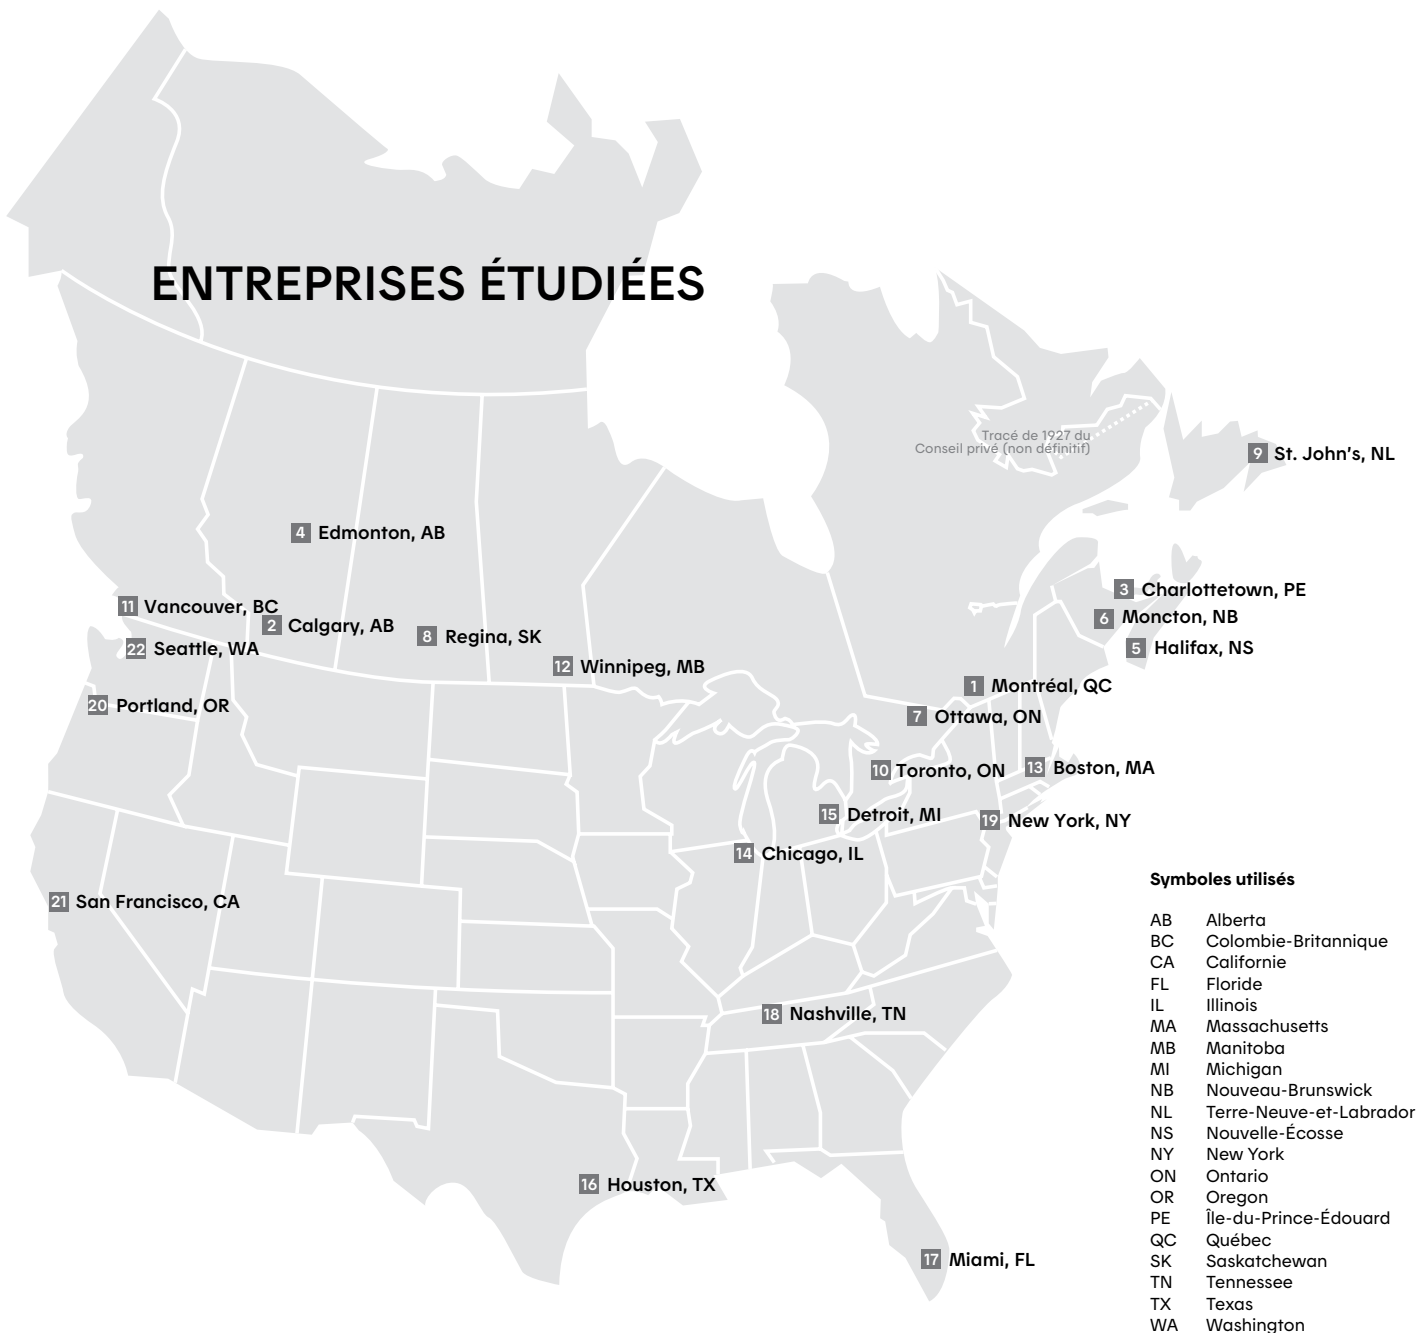 ENTREPRISES ÉTUDIÉES
Tracé de 1927 du
Conseil privé (non définitif)
9 St. John's, NL
4 Edmonton, AB
3 Charlottetown, PE
11 Vancouver, BC
6 Moncton, NB
2 Calgary, AB
8 Regina, SK
22 Seattle, WA
5 Halifax, NS
12 Winnipeg, MB
1 Montréal, QC
20 Portland, OR
7 Ottawa, ON
10 Toronto, ON
13 Boston, MA
15 Detroit, MI
19 New York, NY
14 Chicago, IL
21 San Francisco, CA
18 Nashville, TN
16 Houston, TX
17 Miami, FL
Symboles utilisés
AB Alberta
BC Colombie-Britannique
CA Californie
FL Floride
IL Illinois
MA Massachusetts
MB Manitoba
MI Michigan
NB Nouveau-Brunswick
NL Terre-Neuve-et-Labrador
NS Nouvelle-Écosse
NY New York
ON Ontario
OR Oregon
PE Île-du-Prince-Édouard
QC Québec
SK Saskatchewan
TN Tennessee
TX Texas
WA Washington